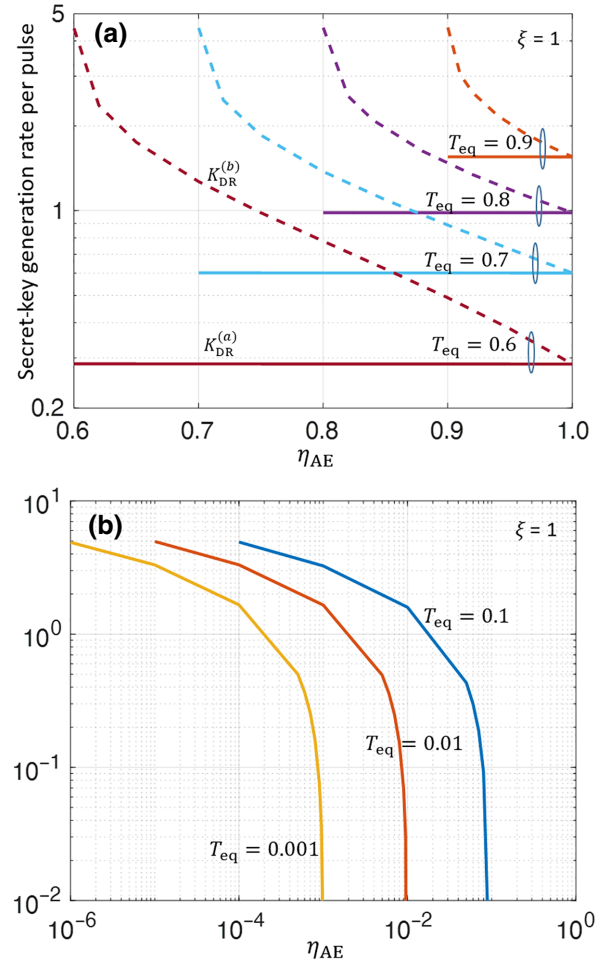 (a)
ξ = 1
Secret-key generation rate per pulse
5
1
0.2
T_eq = 0.9
K_DR^(b)
T_eq = 0.8
T_eq = 0.7
K_DR^(a)
T_eq = 0.6
0.6 0.7 0.8 0.9 1.0
η_AE
(b)
ξ = 1
10^1
10^0
10^-1
10^-2
T_eq = 0.1
T_eq = 0.01
T_eq = 0.001
10^-6 10^-4 10^-2 10^0
η_AE